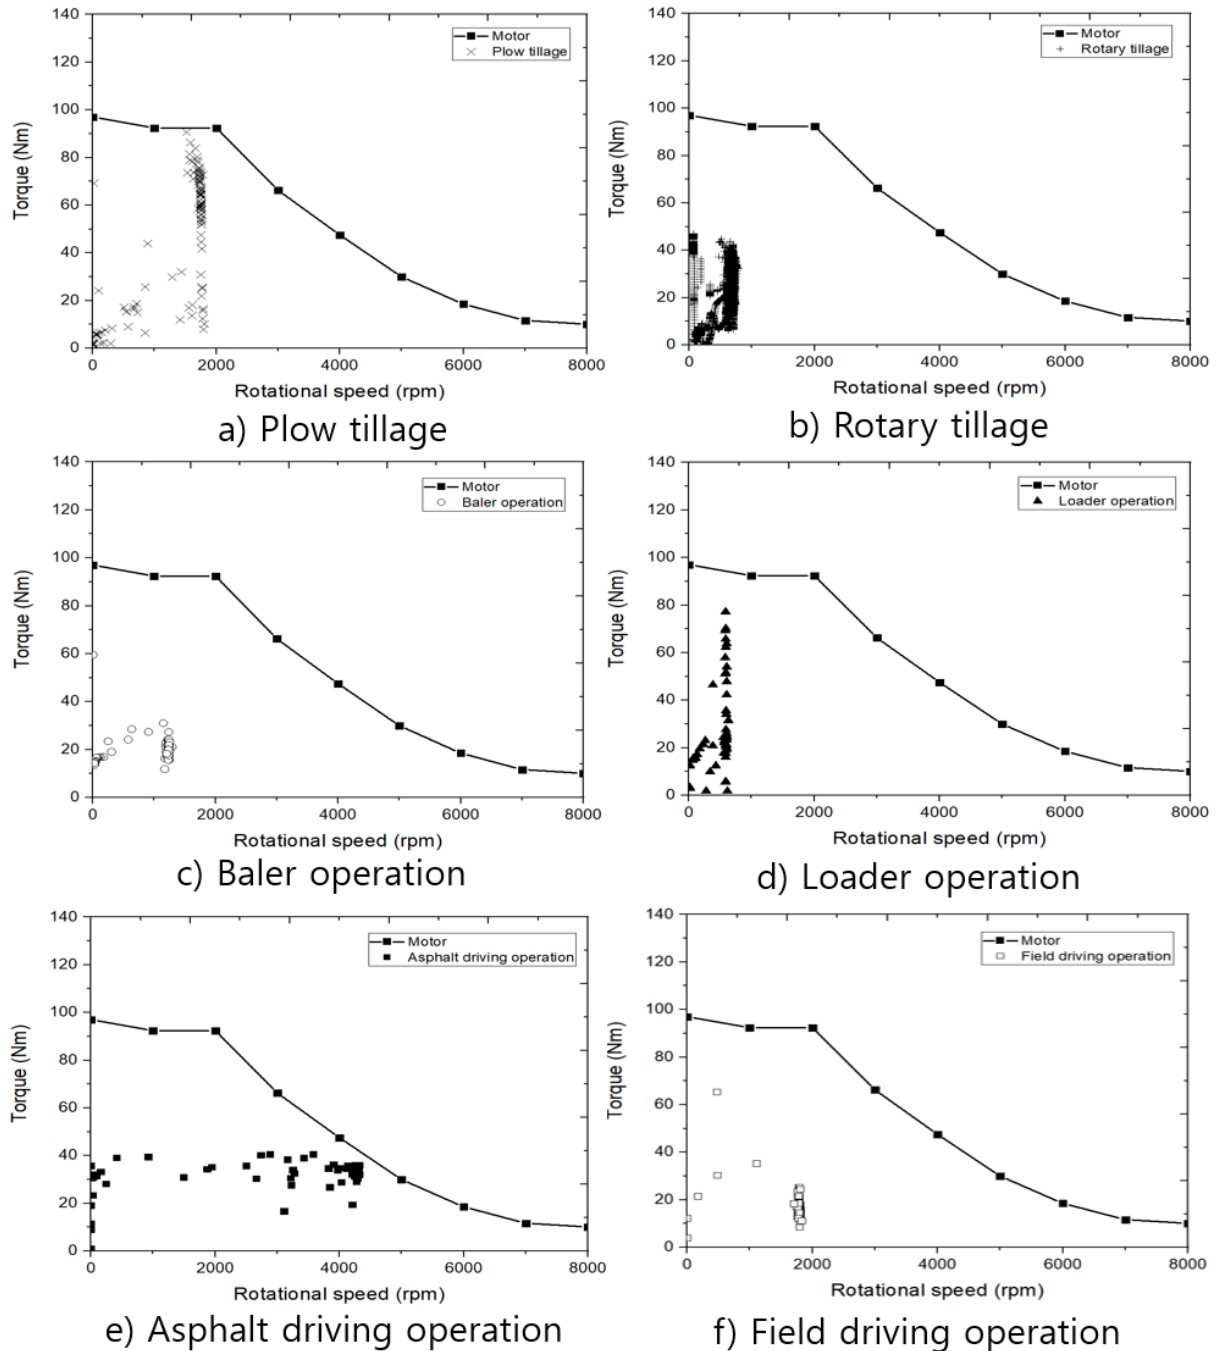 140
120
100
80
60
40
20
0
Torque (Nm)
Motor
Plow tillage
0 2000 4000 6000 8000
Rotational speed (rpm)
a) Plow tillage
140
120
100
80
60
40
20
0
Torque (Nm)
Motor
Rotary tillage
0 2000 4000 6000 8000
Rotational speed (rpm)
b) Rotary tillage
140
120
100
80
60
40
20
0
Torque (Nm)
Motor
Baler operation
0 2000 4000 6000 8000
Rotational speed (rpm)
c) Baler operation
140
120
100
80
60
40
20
0
Torque (Nm)
Motor
Loader operation
0 2000 4000 6000 8000
Rotational speed (rpm)
d) Loader operation
140
120
100
80
60
40
20
0
Torque (Nm)
Motor
Asphalt driving operation
0 2000 4000 6000 8000
Rotational speed (rpm)
e) Asphalt driving operation
140
120
100
80
60
40
20
0
Torque (Nm)
Motor
Field driving operation
0 2000 4000 6000 8000
Rotational speed (rpm)
f) Field driving operation